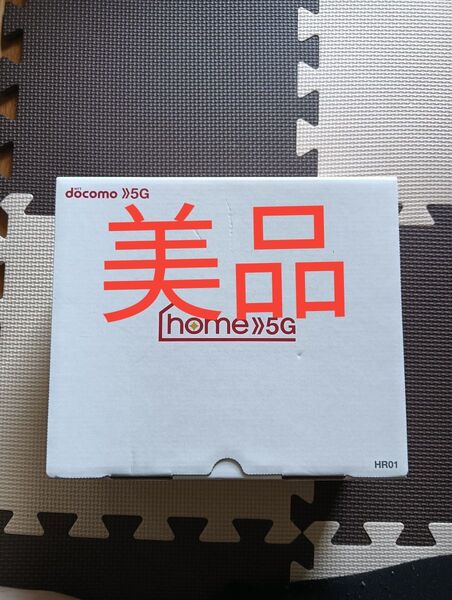 docomo 5G
美品
home 5G
HR01